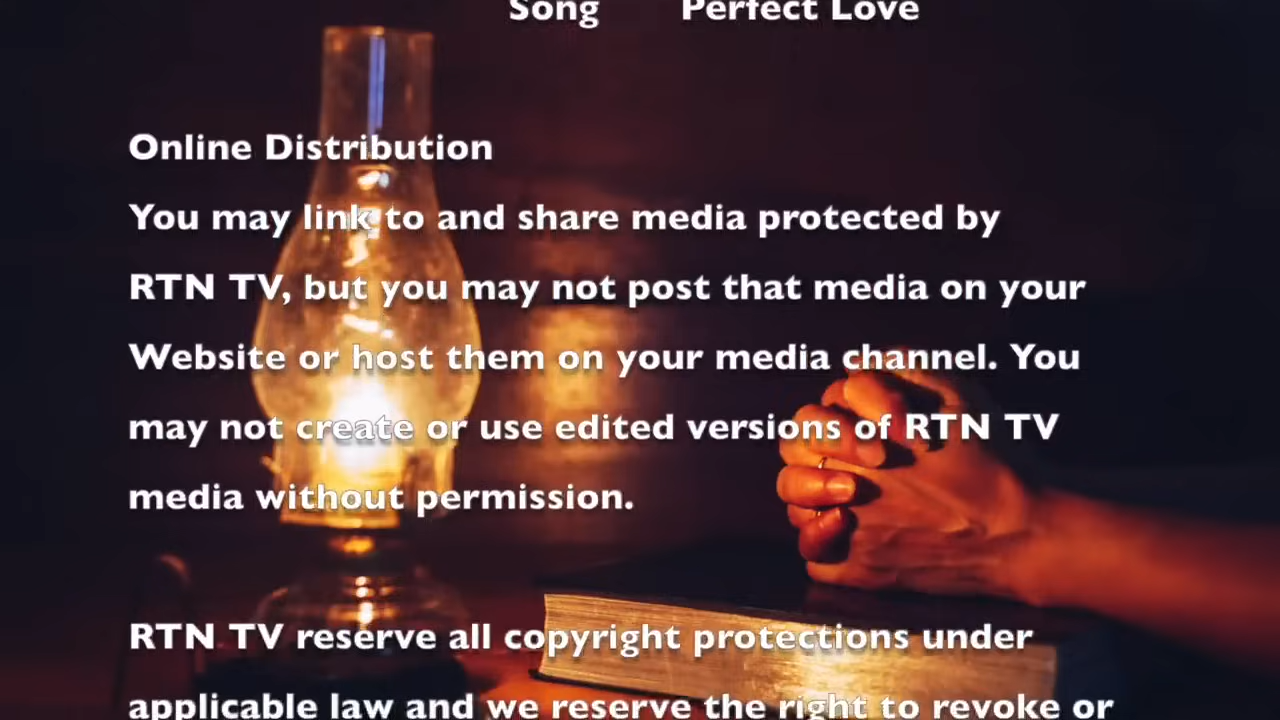 Song Perfect Love
Online Distribution
You may link to and share media protected by
RTN TV, but you may not post that media on your
Website or host them on your media channel. You
may not create or use edited versions of RTN TV
media without permission.
RTN TV reserve all copyright protections under
applicable law and we reserve the right to revoke or